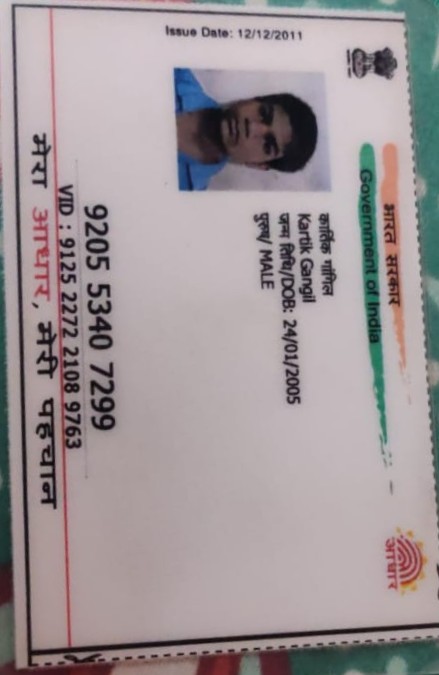 भारत सरकार
Government of India
Issue Date: 12/12/2011
कार्तिक गांगिल
Kartik Gangil
जन्म तिथि/DOB: 24/01/2005
पुरुष/ MALE
9205 5340 7299
VID : 9125 2272 2108 9763
मेरा आधार, मेरी पहचान
आधार